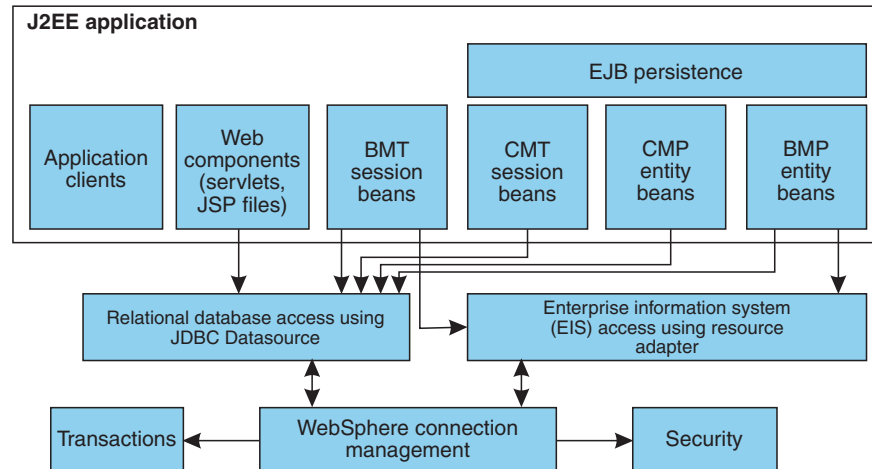 J2EE application
EJB persistence
Application
clients
Web
components
(servlets,
JSP files)
BMT
session
beans
CMT
session
beans
CMP
entity
beans
BMP
entity
beans
Relational database access using
JDBC Datasource
Enterprise information system
(EIS) access using resource
adapter
Transactions
WebSphere connection
management
Security